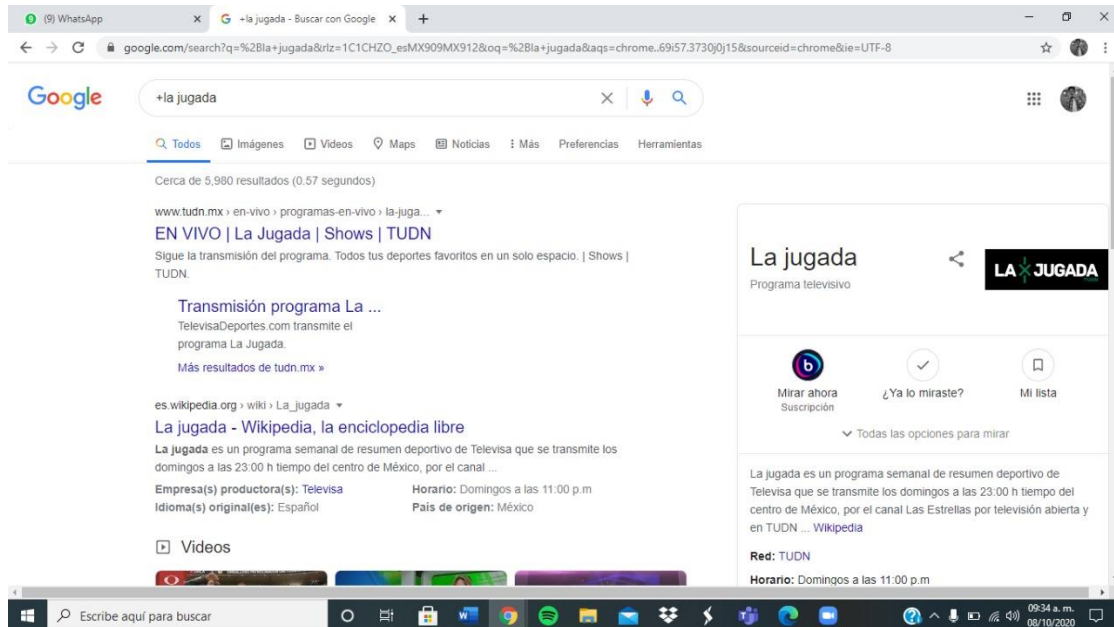 (9) WhatsApp
+la jugada - Buscar con Google
google.com/search?q=%2Bla+jugada&rlz=1C1CHZO_esMX909MX912&oq=%2Bla+jugada&aqs=chrome..69i57.3730j0j15&sourceid=chrome&ie=UTF-8
Google
+la jugada
Todos Imágenes Videos Maps Noticias Más Preferencias Herramientas
Cerca de 5,980 resultados (0.57 segundos)
www.tudn.mx › en-vivo › programas-en-vivo › la-juga...
EN VIVO | La Jugada | Shows | TUDN
Sigue la transmisión del programa. Todos tus deportes favoritos en un solo espacio. | Shows |
TUDN.
Transmisión programa La ...
TelevisaDeportes.com transmite el
programa La Jugada.
Más resultados de tudn.mx »
es.wikipedia.org › wiki › La_jugada
La jugada - Wikipedia, la enciclopedia libre
La jugada es un programa semanal de resumen deportivo de Televisa que se transmite los
domingos a las 23:00 h tiempo del centro de México, por el canal ...
Empresa(s) productora(s): Televisa Horario: Domingos a las 11:00 p.m
Idioma(s) original(es): Español País de origen: México
Videos
La jugada
Programa televisivo
LA JUGADA
Mirar ahora
Suscripción
¿Ya lo miraste?
Mi lista
Todas las opciones para mirar
La jugada es un programa semanal de resumen deportivo de
Televisa que se transmite los domingos a las 23:00 h tiempo del
centro de México, por el canal Las Estrellas por televisión abierta y
en TUDN ... Wikipedia
Red: TUDN
Horario: Domingos a las 11:00 p.m
Escribe aquí para buscar
09:34 a. m.
08/10/2020